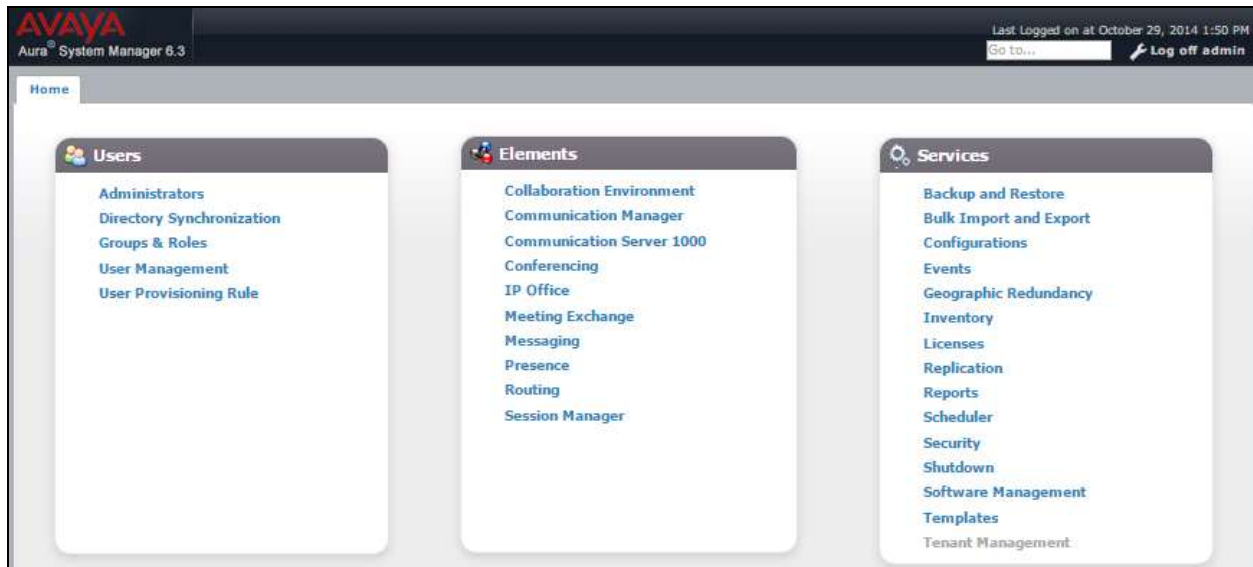 AVAYA
Aura® System Manager 6.3
Last Logged on at October 29, 2014 1:50 PM
Go to...
Log off admin
Home
Users
Administrators
Directory Synchronization
Groups & Roles
User Management
User Provisioning Rule
Elements
Collaboration Environment
Communication Manager
Communication Server 1000
Conferencing
IP Office
Meeting Exchange
Messaging
Presence
Routing
Session Manager
Services
Backup and Restore
Bulk Import and Export
Configurations
Events
Geographic Redundancy
Inventory
Licenses
Replication
Reports
Scheduler
Security
Shutdown
Software Management
Templates
Tenant Management